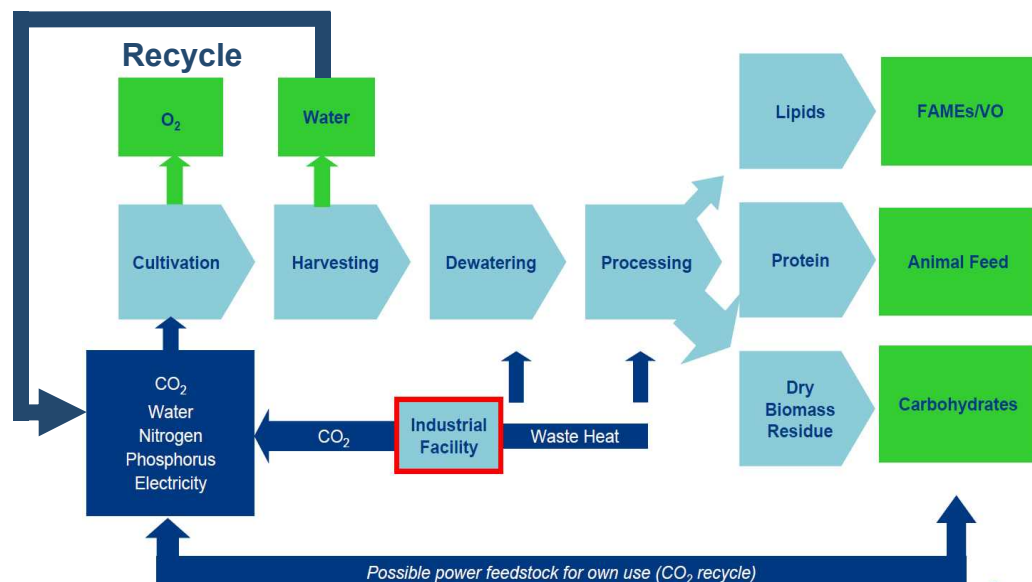 Recycle
O₂
Water
Lipids
FAMEs/VO
Cultivation
Harvesting
Dewatering
Processing
Protein
Animal Feed
CO₂
Water
Nitrogen
Phosphorus
Electricity
CO₂
Industrial
Facility
Waste Heat
Dry
Biomass
Residue
Carbohydrates
Possible power feedstock for own use (CO₂ recycle)